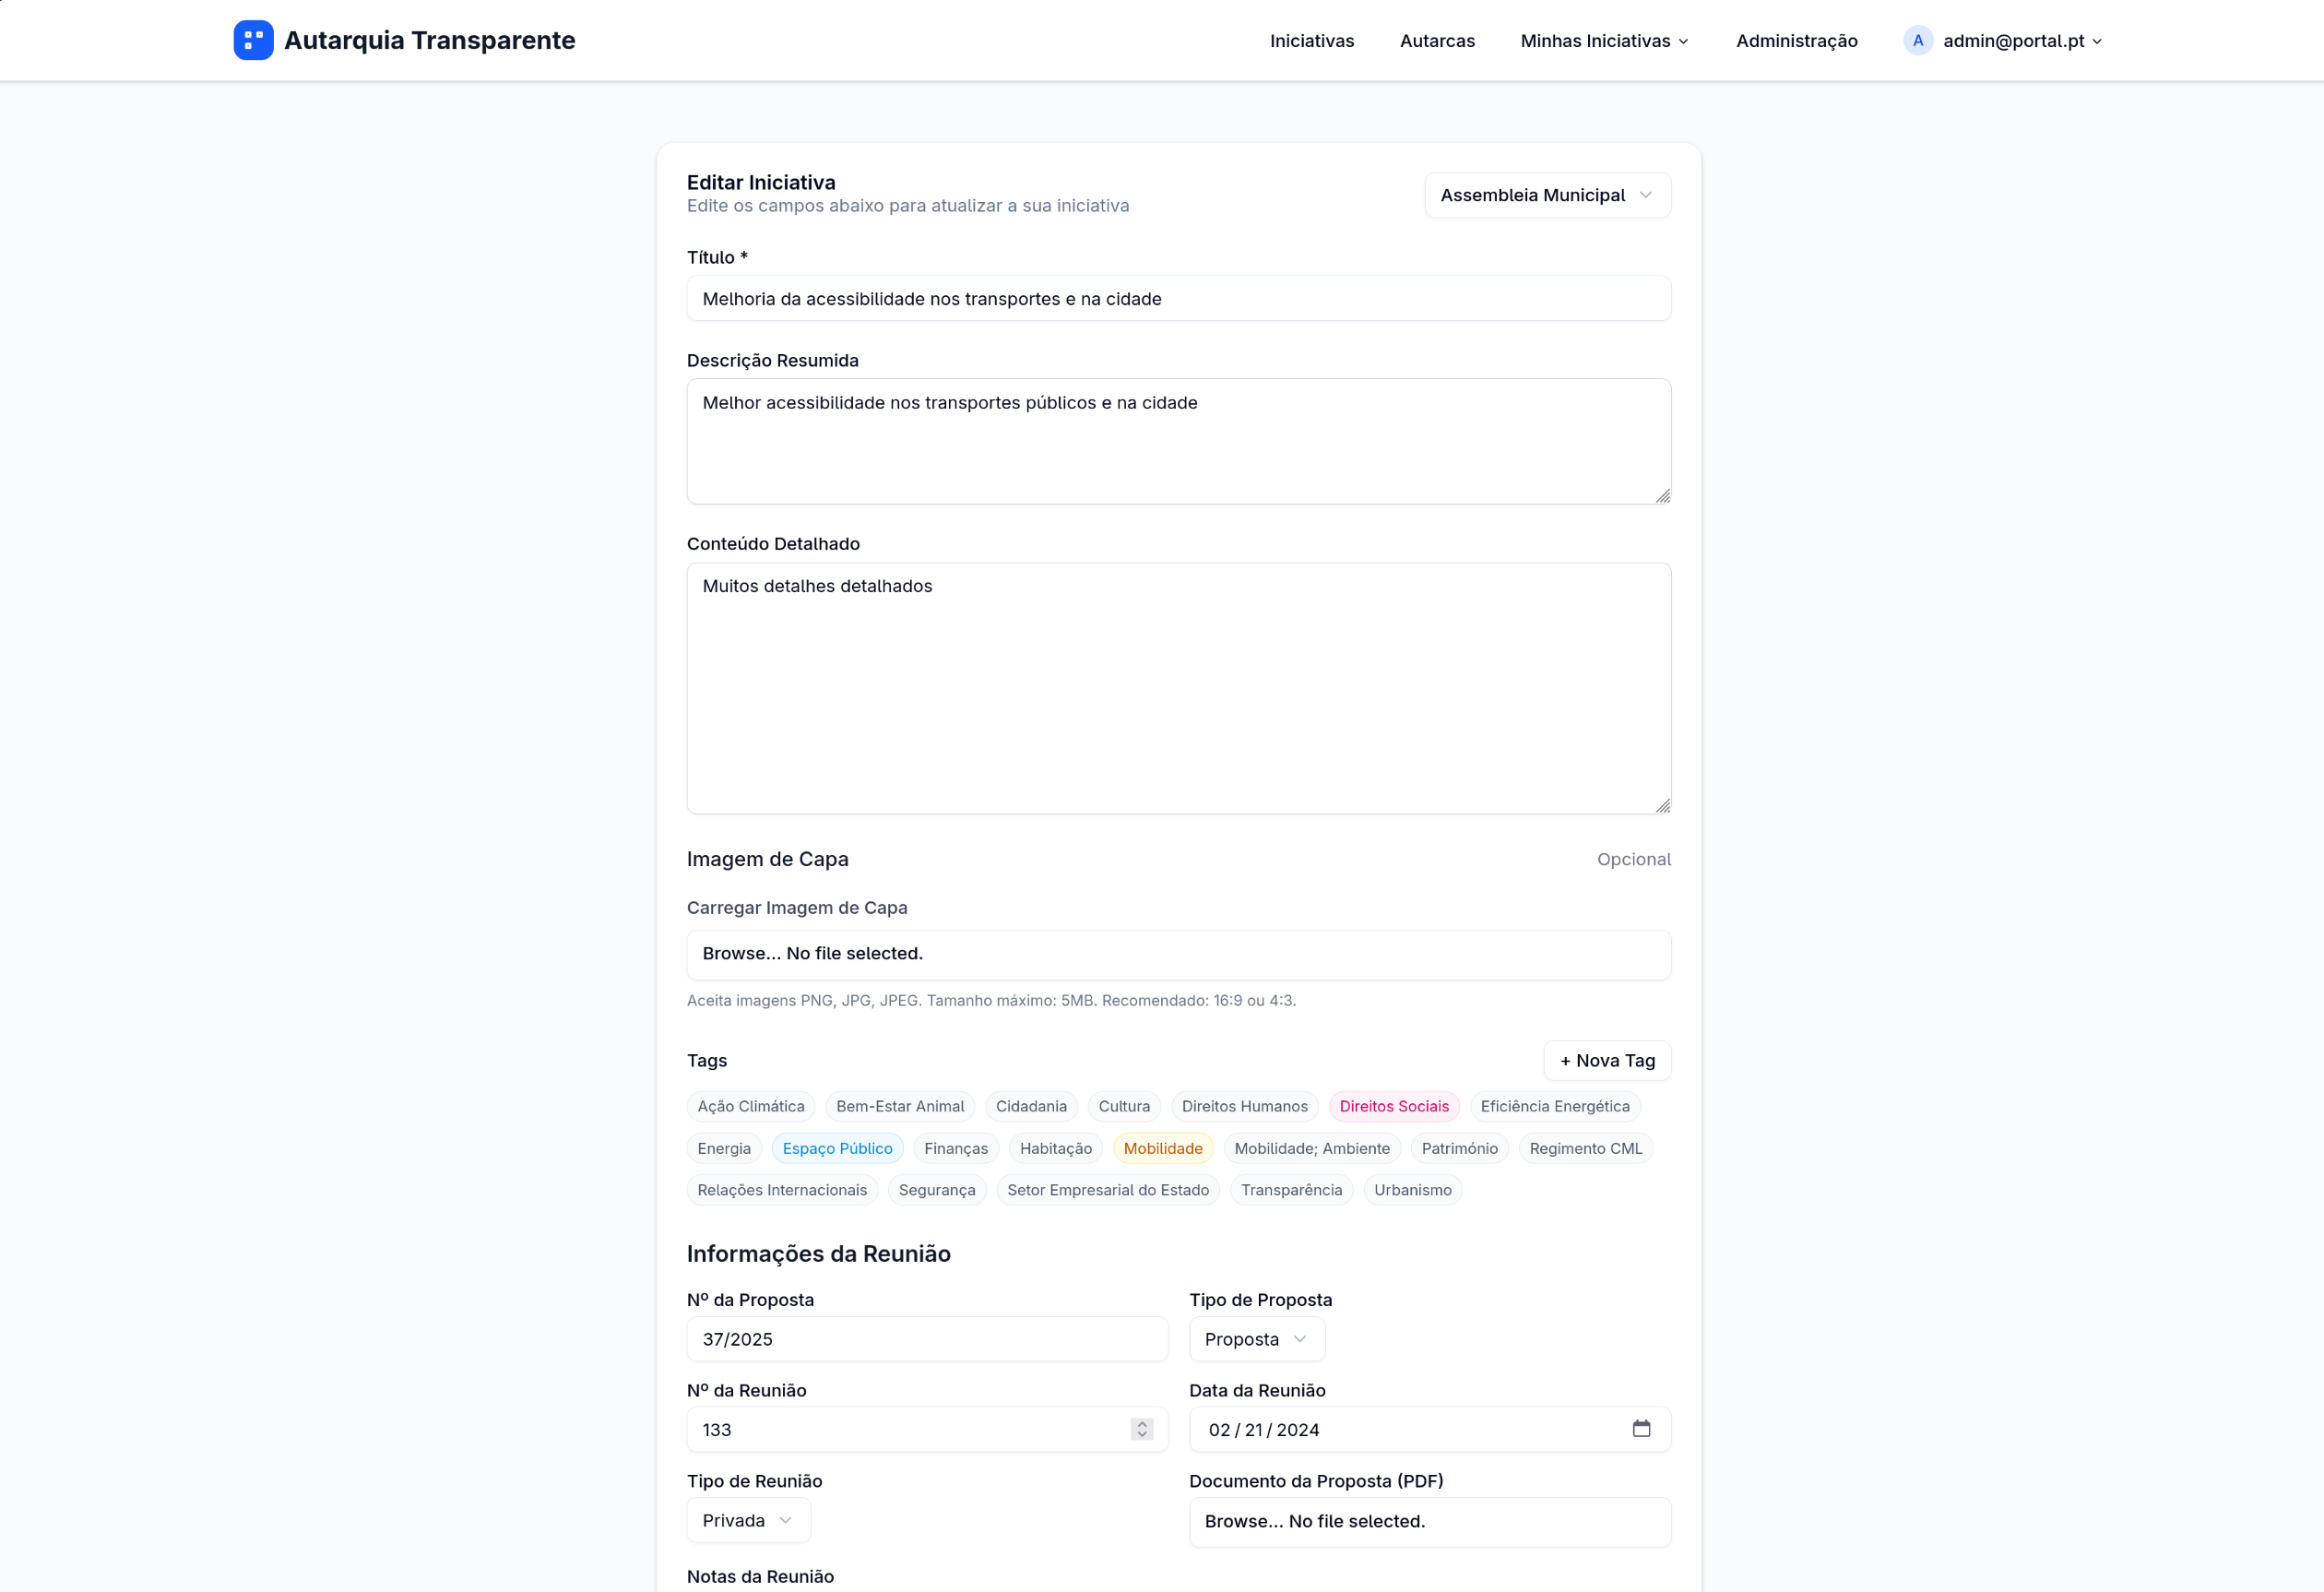 Autarquia Transparente
Iniciativas Autarcas Minhas Iniciativas Administração A admin@portal.pt
Editar Iniciativa
Edite os campos abaixo para atualizar a sua iniciativa
Assembleia Municipal
Título *
Melhoria da acessibilidade nos transportes e na cidade
Descrição Resumida
Melhor acessibilidade nos transportes públicos e na cidade
Conteúdo Detalhado
Muitos detalhes detalhados
Imagem de Capa Opcional
Carregar Imagem de Capa
Browse... No file selected.
Aceita imagens PNG, JPG, JPEG. Tamanho máximo: 5MB. Recomendado: 16:9 ou 4:3.
Tags + Nova Tag
Ação Climática Bem-Estar Animal Cidadania Cultura Direitos Humanos Direitos Sociais Eficiência Energética
Energia Espaço Público Finanças Habitação Mobilidade Mobilidade; Ambiente Património Regimento CML
Relações Internacionais Segurança Setor Empresarial do Estado Transparência Urbanismo
Informações da Reunião
Nº da Proposta Tipo de Proposta
37/2025 Proposta
Nº da Reunião Data da Reunião
133 02 / 21 / 2024
Tipo de Reunião Documento da Proposta (PDF)
Privada Browse... No file selected.
Notas da Reunião